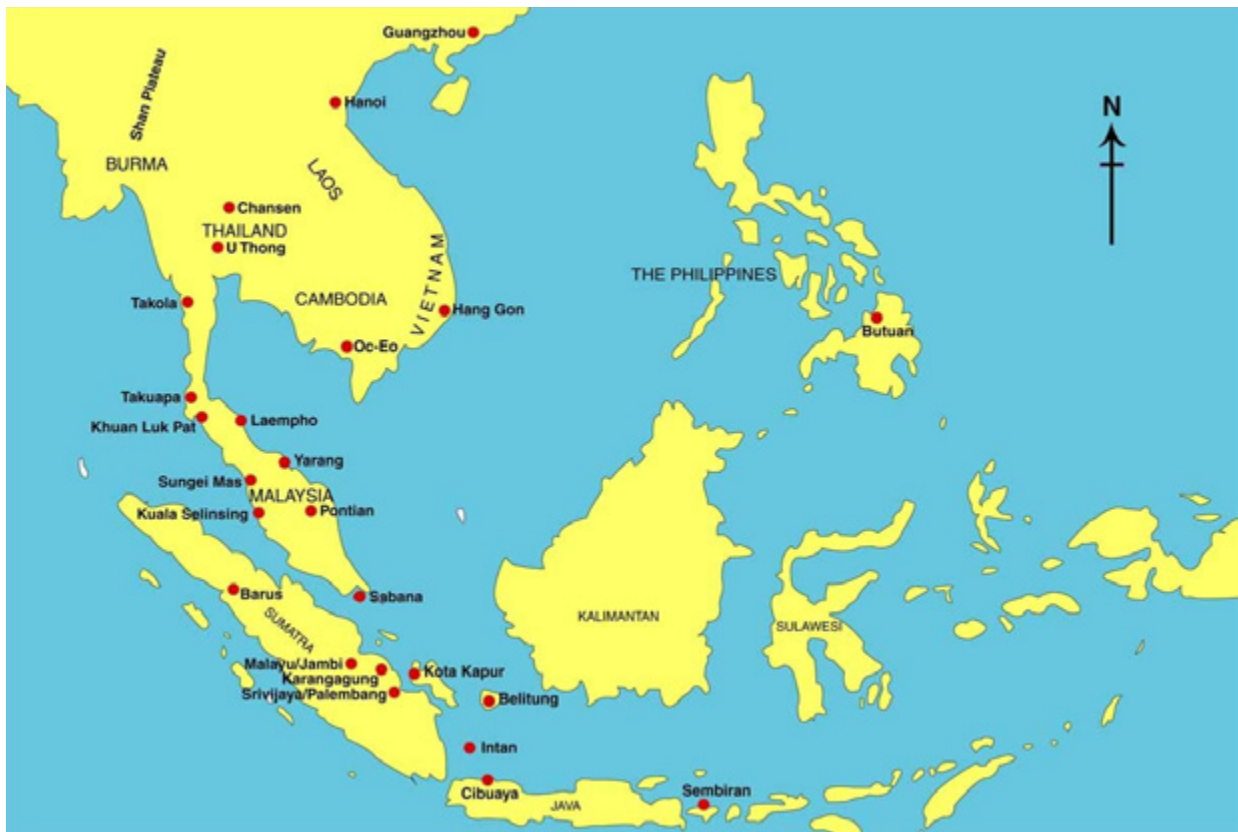 Guangzhou
Shan Plateau
Hanoi
N
BURMA
LAOS
Chansen
THAILAND
U Thong
VIETNAM
THE PHILIPPINES
CAMBODIA
Takola
Hang Gon
Butuan
Oc-Eo
Takuapa
Laempho
Khuan Luk Pat
Yarang
Sungei Mas
MALAYSIA
Kuala Selinsing
Pontian
Barus
Sabana
SUMATRA
KALIMANTAN
SULAWESI
Malayu/Jambi
Kota Kapur
Karangagung
Srivijaya/Palembang
Belitung
Intan
Cibuaya
Sembiran
JAVA